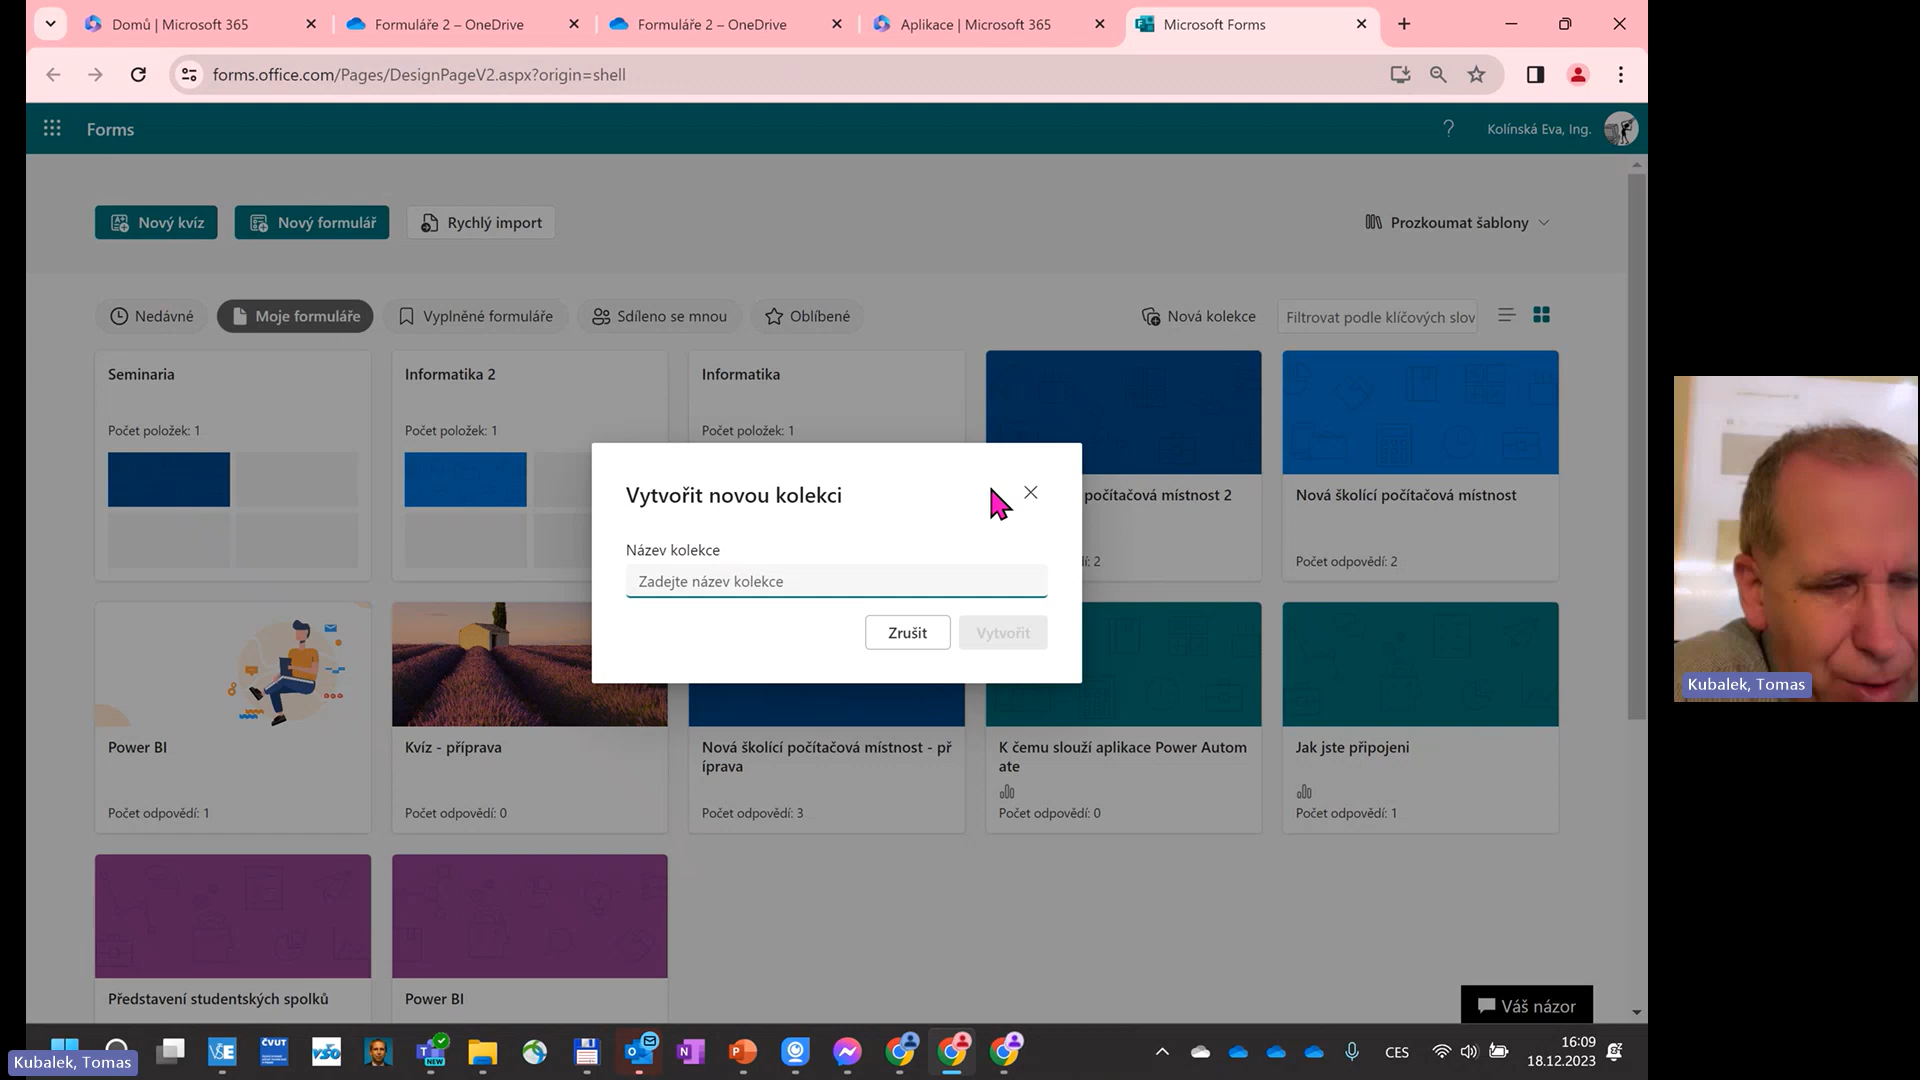 Domů | Microsoft 365
Formuláře 2 – OneDrive
Formuláře 2 – OneDrive
Aplikace | Microsoft 365
Microsoft Forms
forms.office.com/Pages/DesignPageV2.aspx?origin=shell
Forms
?
Kolínská Eva, Ing.
Nový kvíz
Nový formulář
Rychlý import
Prozkoumat šablony
Nedávné
Moje formuláře
Vyplněné formuláře
Sdíleno se mnou
Oblíbené
Nová kolekce
Filtrovat podle klíčových slov
Seminaria
Počet položek: 1
Informatika 2
Počet položek: 1
Informatika
Počet položek: 1
počítačová místnost 2
dí: 2
Nová školící počítačová místnost
Počet odpovědí: 2
Vytvořit novou kolekci
Název kolekce
Zadejte název kolekce
Zrušit
Vytvořit
Power BI
Počet odpovědí: 1
Kvíz - příprava
Počet odpovědí: 0
Nová školící počítačová místnost - př
íprava
Počet odpovědí: 3
K čemu slouží aplikace Power Autom
ate
Počet odpovědí: 0
Jak jste připojeni
Počet odpovědí: 1
Představení studentských spolků
Power BI
Váš názor
Kubalek, Tomas
Kubalek, Tomas
VŠE
ČVUT
VŠO
NEW
CES
16:09
18.12.2023